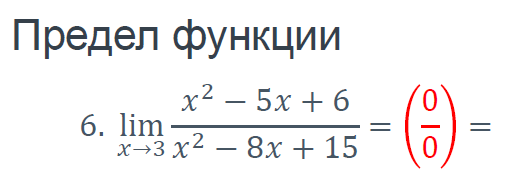 Предел функции
6. lim x→3 (x² − 5x + 6)/(x² − 8x + 15) = (0/0) =